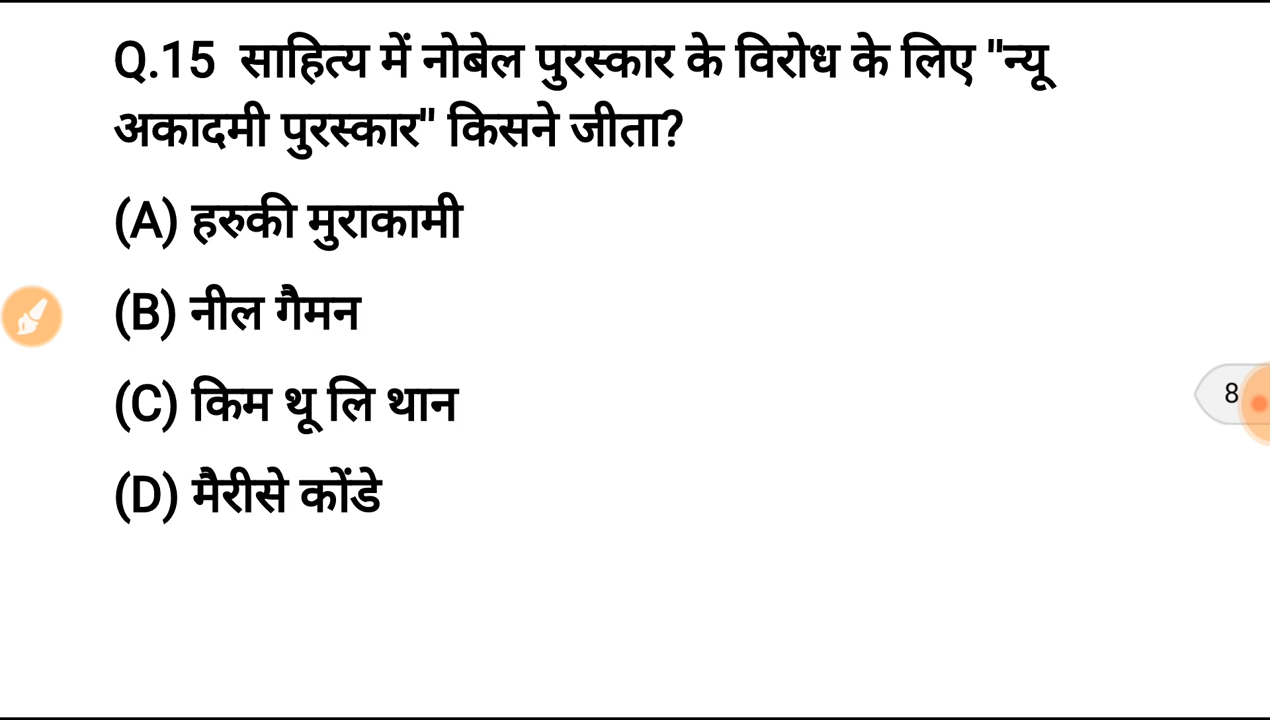 Q.15 साहित्य में नोबेल पुरस्कार के विरोध के लिए "न्यू
अकादमी पुरस्कार" किसने जीता?
(A) हरुकी मुराकामी
(B) नील गैमन
(C) किम थू लि थान
(D) मैरीसे कोंडे
8